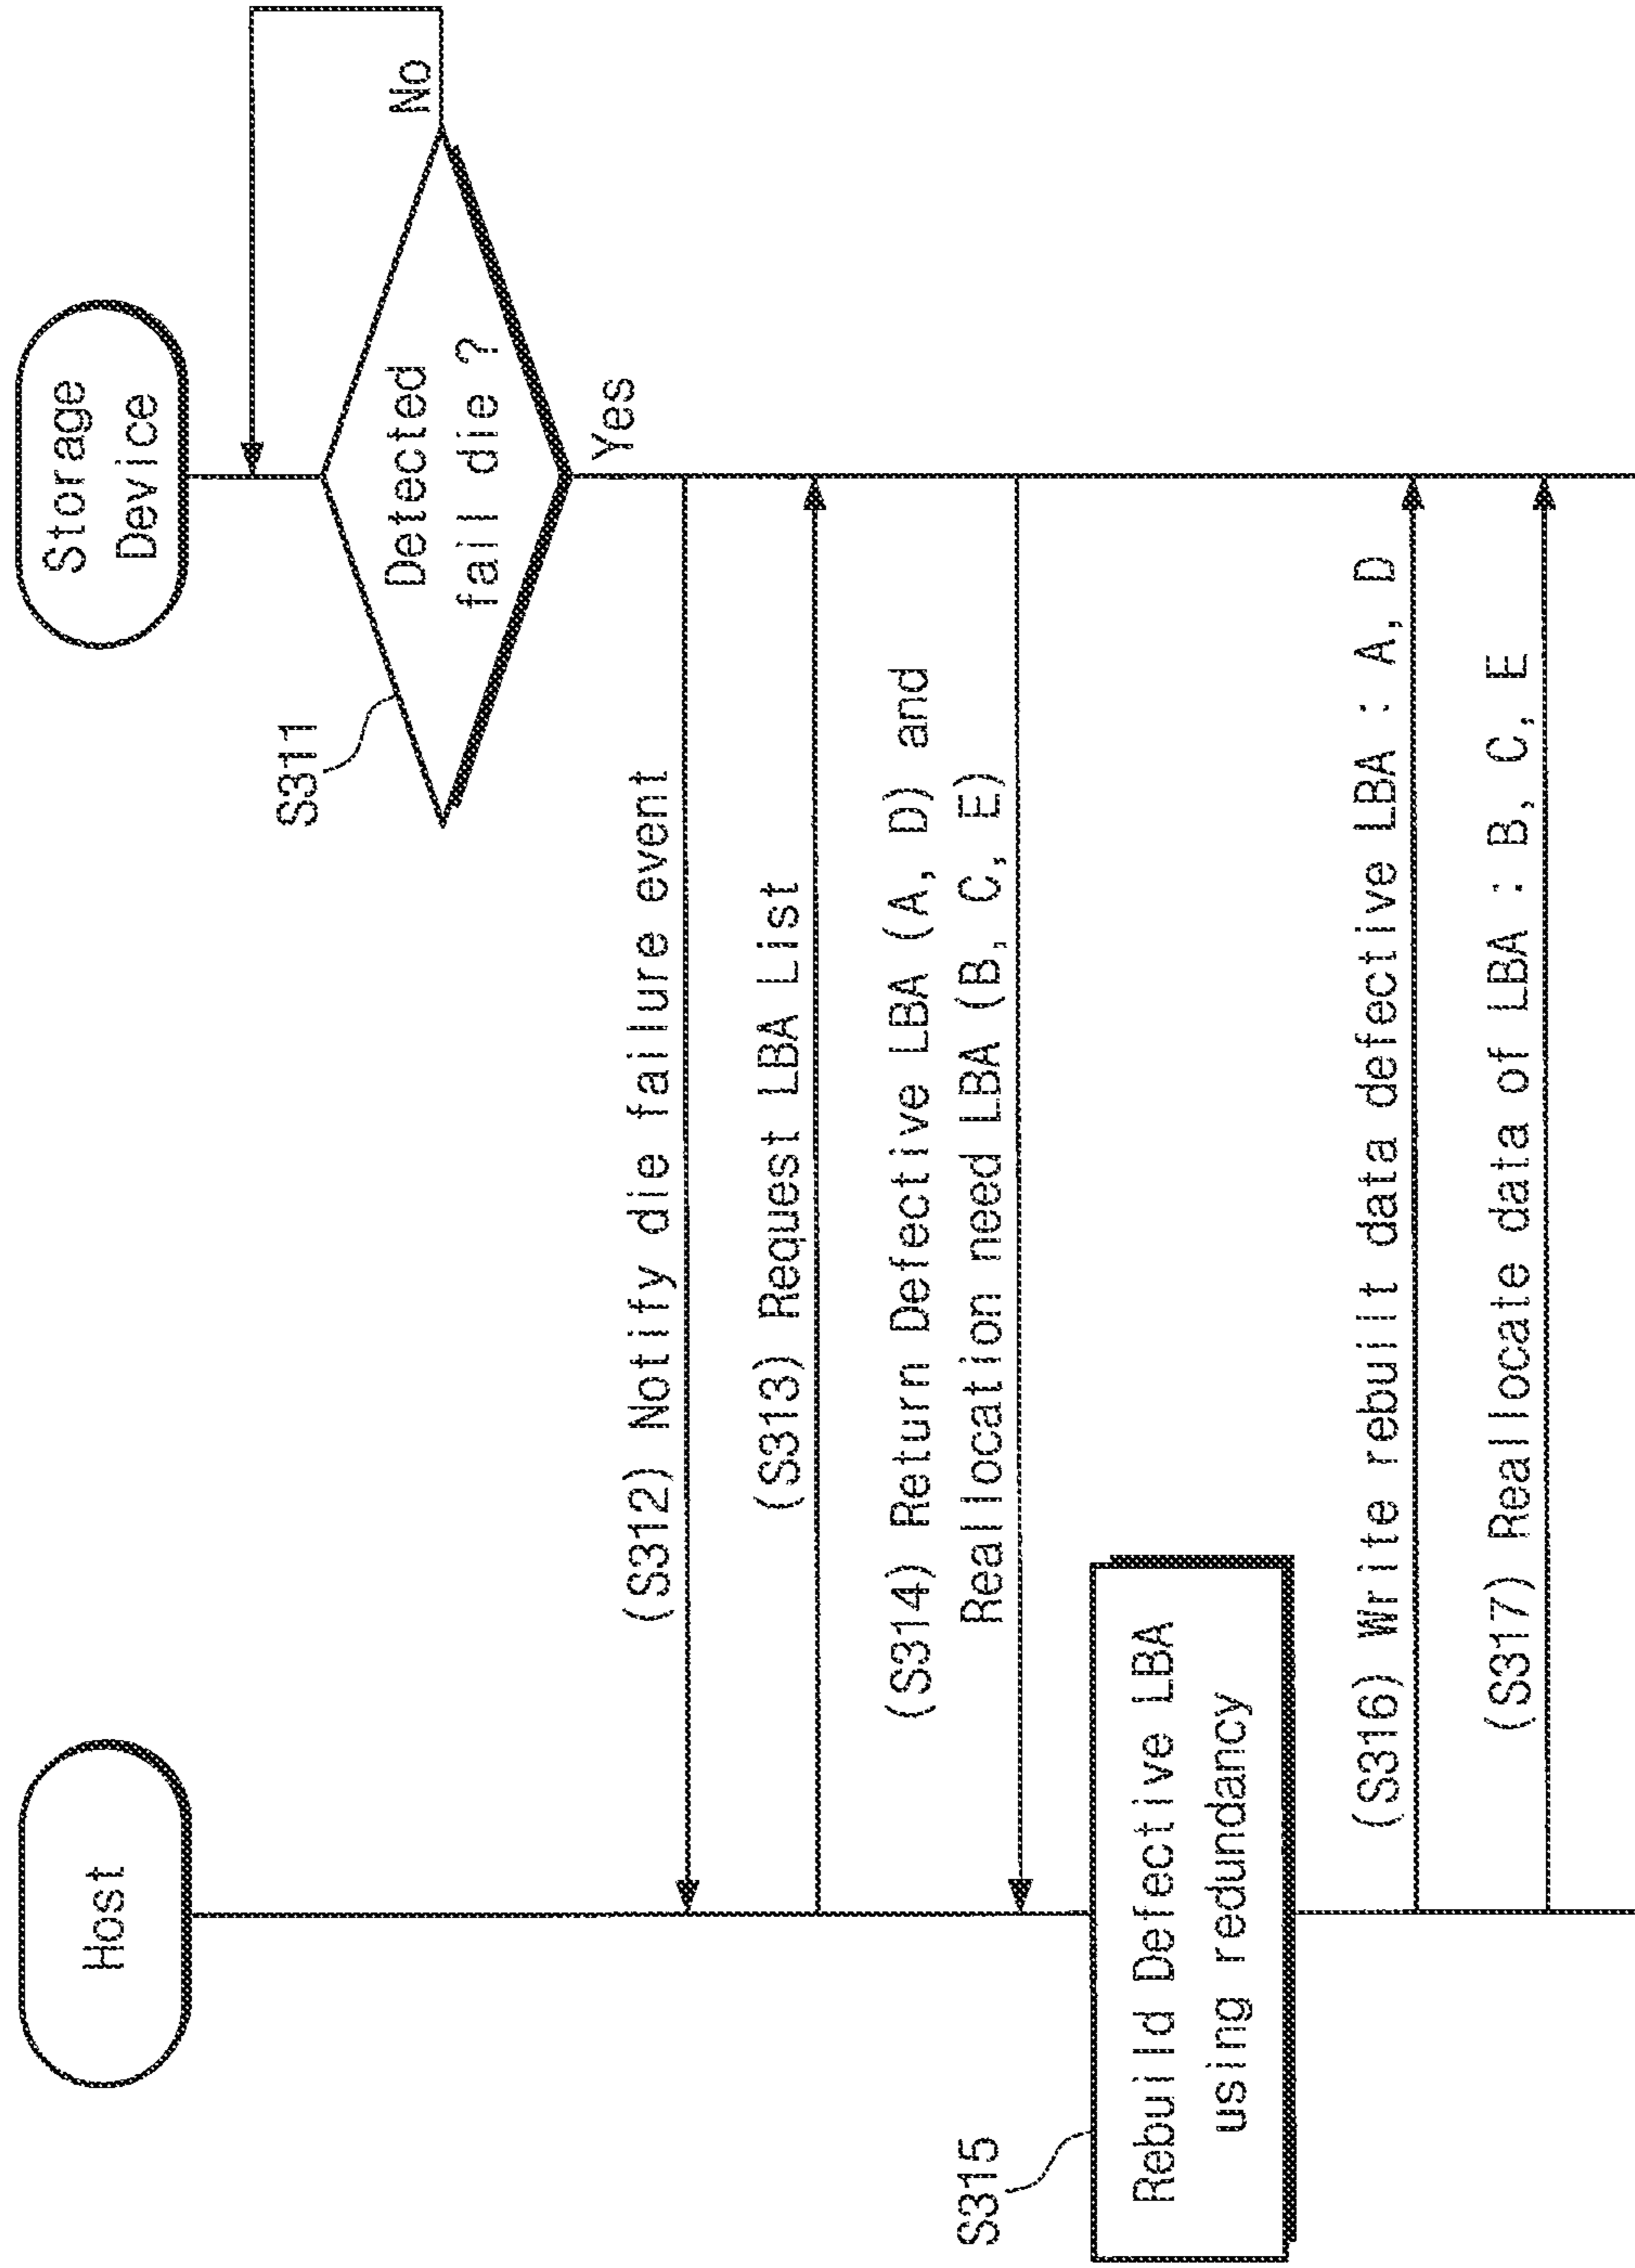 Host
Storage
Device
S311
Detected
fail die ?
No
Yes
(S312) Notify die failure event
(S313) Request LBA List
(S314) Return Defective LBA (A, D) and
Reallocation need LBA (B, C, E)
S315
Rebuild Defective LBA
using redundancy
(S316) Write rebuilt data defective LBA : A, D
(S317) Reallocate data of LBA : B, C, E